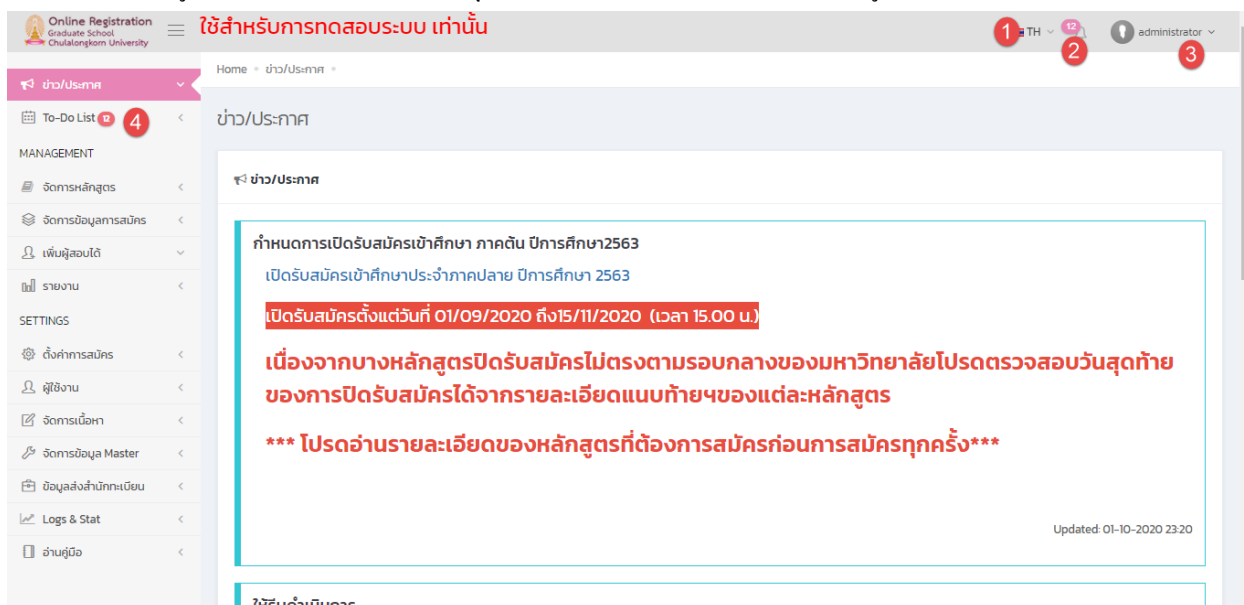 Online Registration
Graduate School
Chulalongkorn University
ใช้สำหรับการทดสอบระบบ เท่านั้น
1 TH 12 2 administrator 3
ข่าว/ประกาศ
To-Do List 12 4
MANAGEMENT
จัดการหลักสูตร
จัดการข้อมูลการสมัคร
เพิ่มผู้สอบได้
รายงาน
SETTINGS
ตั้งค่าการสมัคร
ผู้ใช้งาน
จัดการเนื้อหา
จัดการข้อมูล Master
ข้อมูลส่งสำนักทะเบียน
Logs & Stat
อ่านคู่มือ
Home ข่าว/ประกาศ
ข่าว/ประกาศ
ข่าว/ประกาศ
กำหนดการเปิดรับสมัครเข้าศึกษา ภาคต้น ปีการศึกษา2563
เปิดรับสมัครเข้าศึกษาประจำภาคปลาย ปีการศึกษา 2563
เปิดรับสมัครตั้งแต่วันที่ 01/09/2020 ถึง15/11/2020 (เวลา 15.00 น.)
เนื่องจากบางหลักสูตรปิดรับสมัครไม่ตรงตามรอบกลางของมหาวิทยาลัยโปรดตรวจสอบวันสุดท้าย
ของการปิดรับสมัครได้จากรายละเอียดแนบท้ายฯของแต่ละหลักสูตร
*** โปรดอ่านรายละเอียดของหลักสูตรที่ต้องการสมัครก่อนการสมัครทุกครั้ง***
Updated: 01-10-2020 23:20